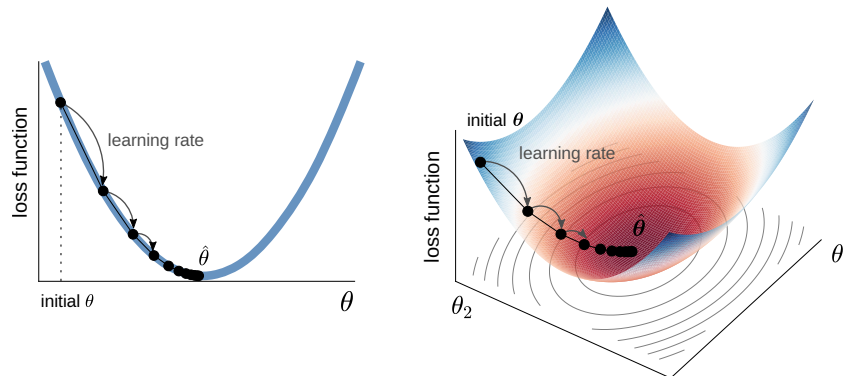 loss function
learning rate
θ̂
initial θ
θ
initial θ
learning rate
loss function
θ̂
θ
θ₂